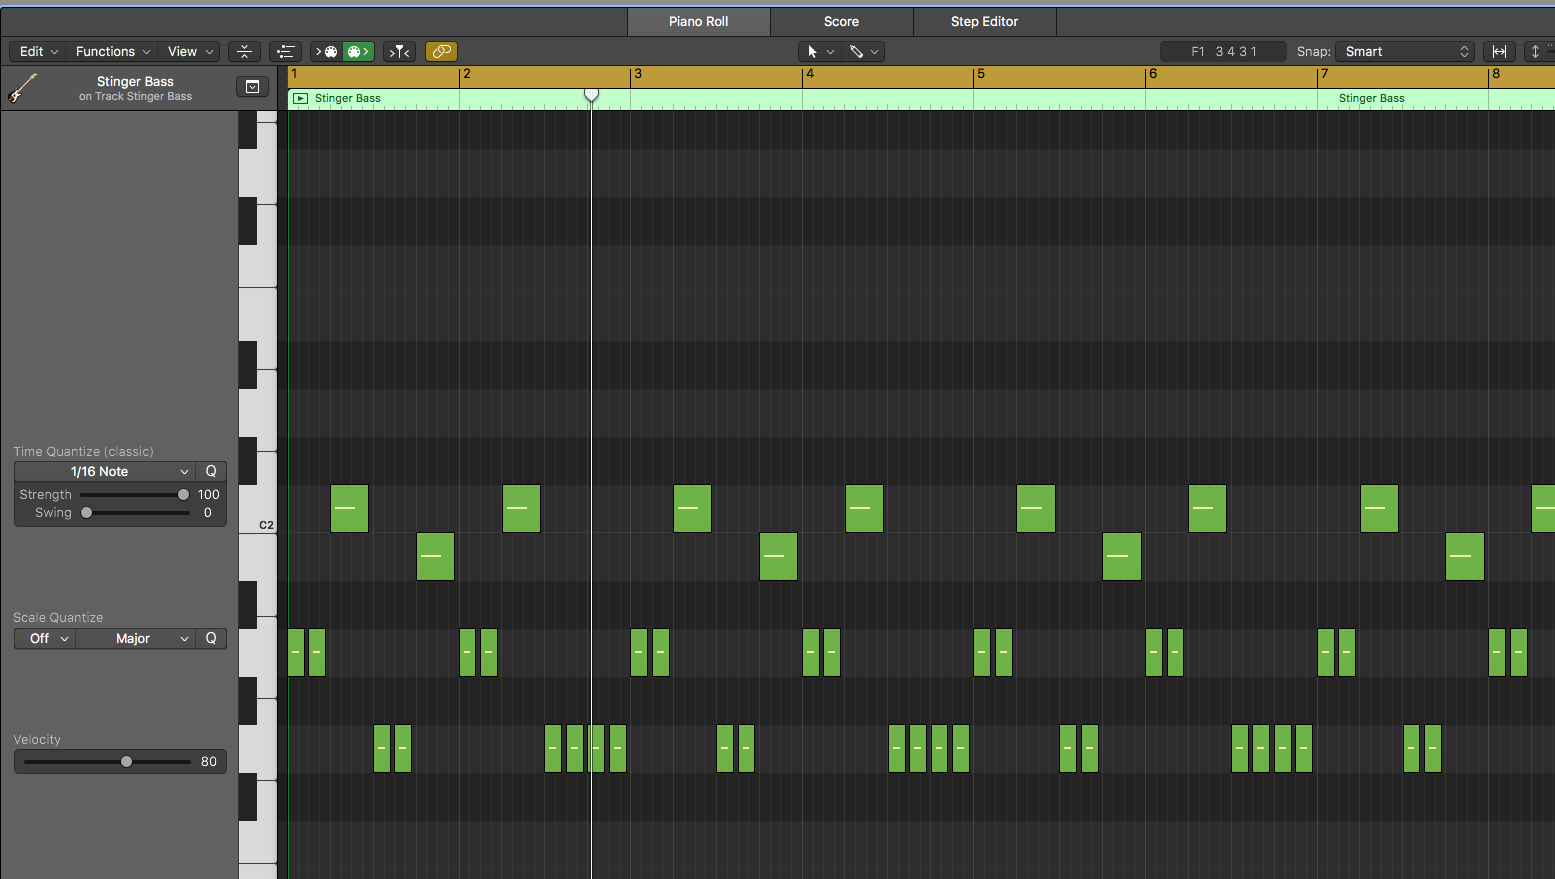 Piano Roll
Score
Step Editor
Edit Functions View
F1 3 4 3 1
Snap: Smart
Stinger Bass
on Track Stinger Bass
1 2 3 4 5 6 7 8
Stinger Bass Stinger Bass
Time Quantize (classic)
1/16 Note Q
Strength 100
Swing 0
C2
Scale Quantize
Off Major Q
Velocity
80